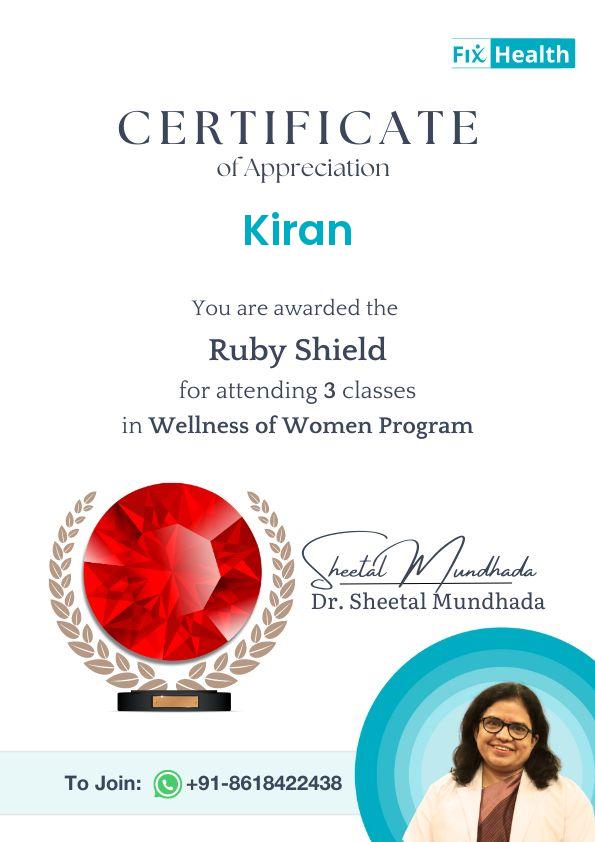 Fix Health
CERTIFICATE
of Appreciation
Kiran
You are awarded the
Ruby Shield
for attending 3 classes
in Wellness of Women Program
Sheetal Mundhada
Dr. Sheetal Mundhada
To Join: +91-8618422438